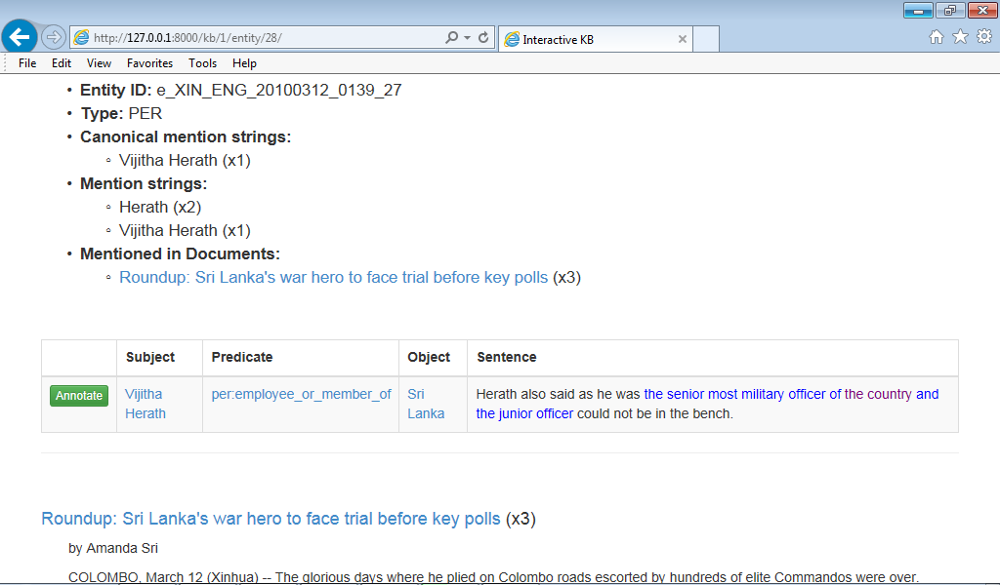 http://127.0.0.1:8000/kb/1/entity/28/
Interactive KB
File Edit View Favorites Tools Help
• Entity ID: e_XIN_ENG_20100312_0139_27
• Type: PER
• Canonical mention strings:
◦ Vijitha Herath (x1)
• Mention strings:
◦ Herath (x2)
◦ Vijitha Herath (x1)
• Mentioned in Documents:
◦ Roundup: Sri Lanka's war hero to face trial before key polls (x3)
Subject Predicate Object Sentence
Annotate Vijitha Herath per:employee_or_member_of Sri Lanka Herath also said as he was the senior most military officer of the country and
the junior officer could not be in the bench.
Roundup: Sri Lanka's war hero to face trial before key polls (x3)
by Amanda Sri
COLOMBO, March 12 (Xinhua) -- The glorious days where he plied on Colombo roads escorted by hundreds of elite Commandos were over.